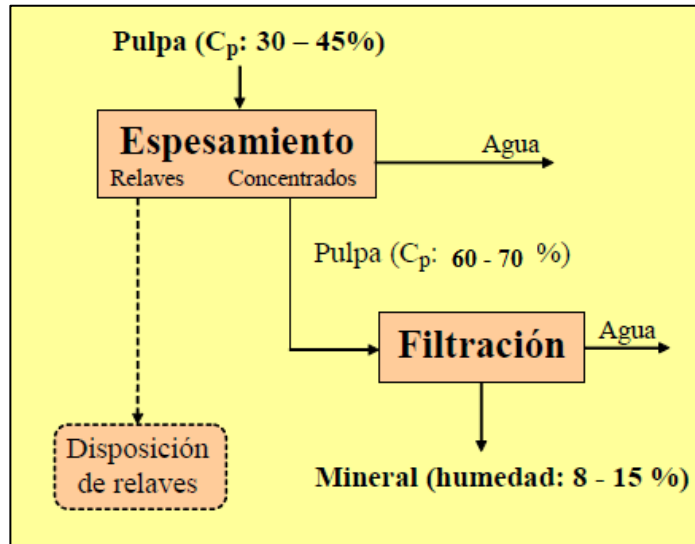 Pulpa (Cp: 30 – 45%)
Espesamiento
Relaves Concentrados
Agua
Pulpa (Cp: 60 - 70 %)
Filtración
Agua
Disposición
de relaves
Mineral (humedad: 8 - 15 %)